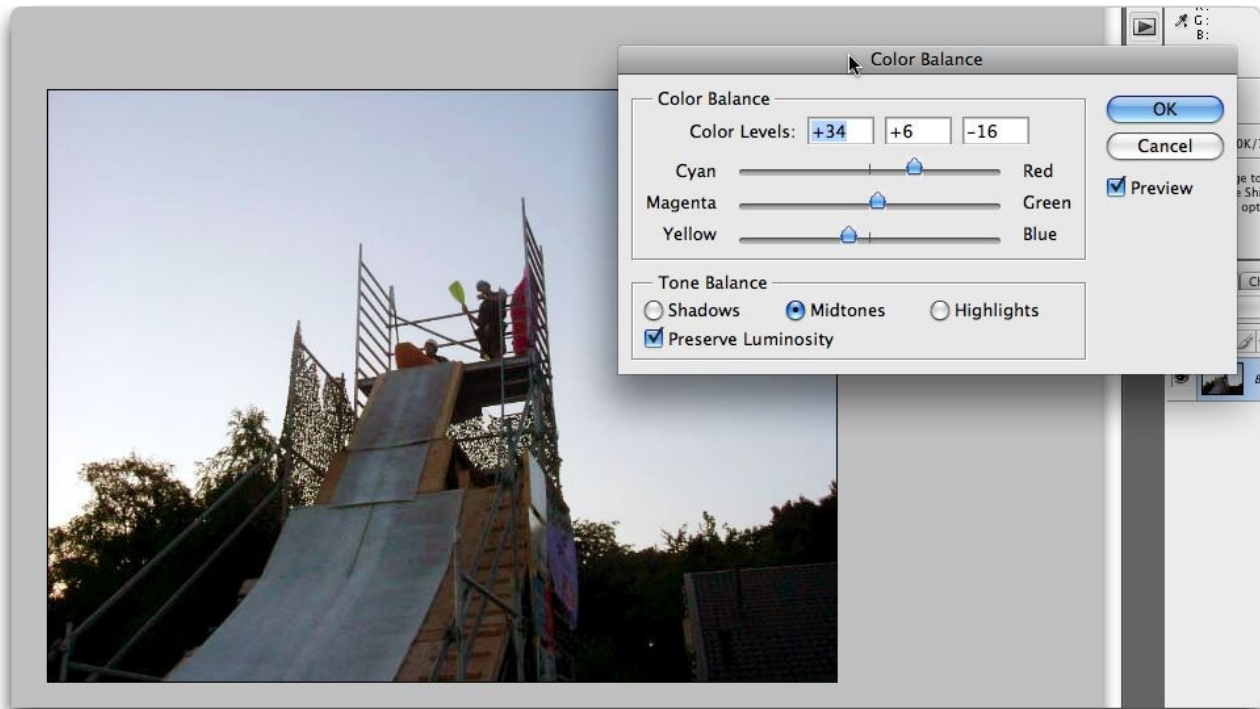 G:
B:
Color Balance
Color Balance
OK
Color Levels: +34 +6 -16
Cancel
Cyan Red
Preview
Magenta Green
Yellow Blue
opt
Tone Balance
Shadows Midtones Highlights
Preserve Luminosity